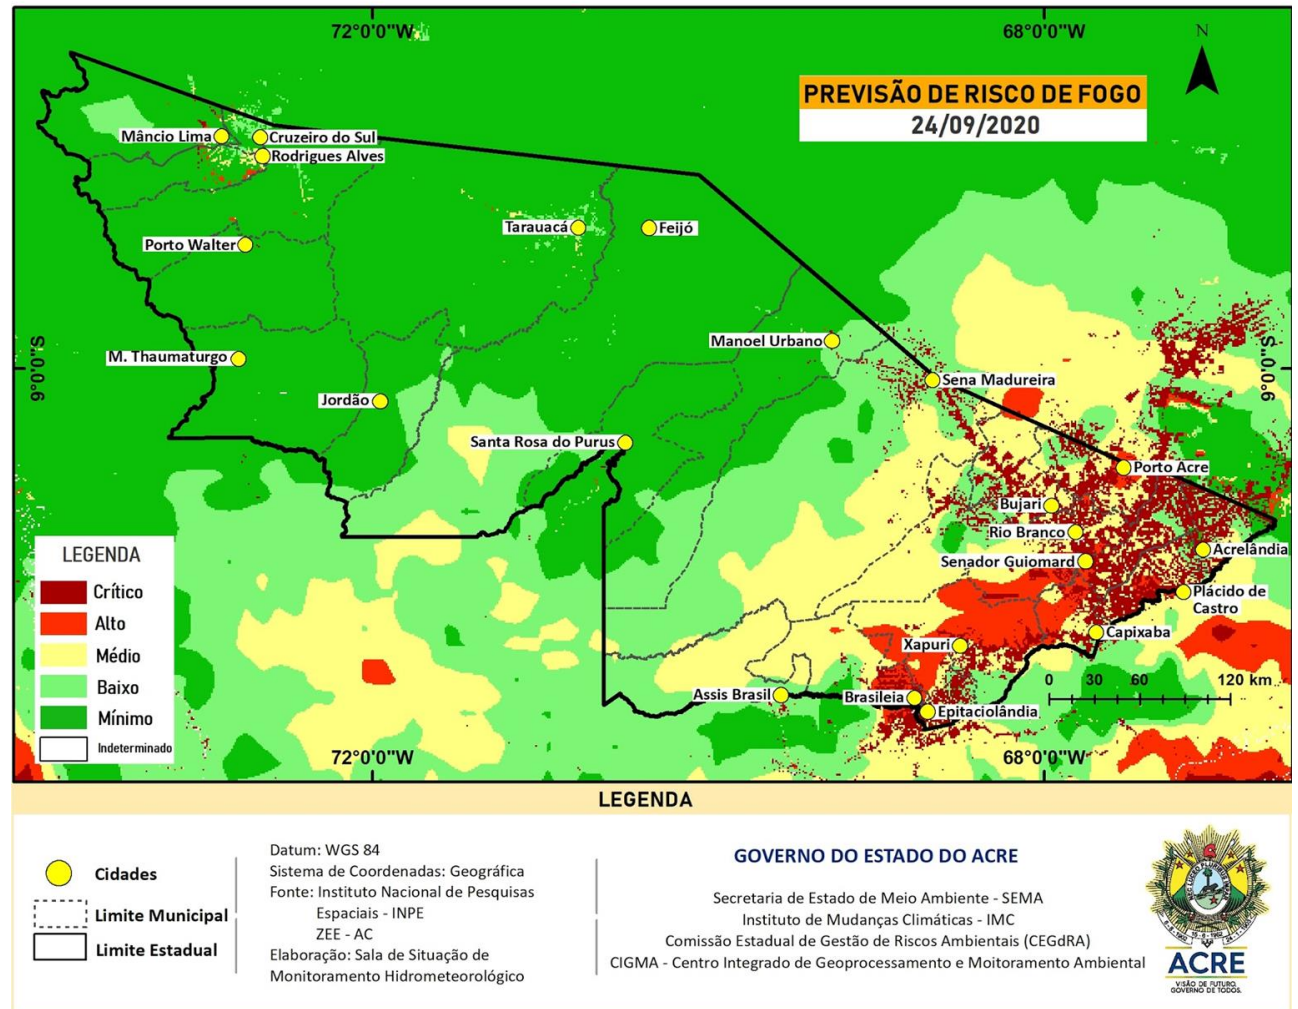 72°0'0"W
68°0'0"W
N
PREVISÃO DE RISCO DE FOGO
24/09/2020
Mâncio Lima
Cruzeiro do Sul
Rodrigues Alves
Tarauacá
Feijó
Porto Walter
Manoel Urbano
M. Thaumaturgo
9°0'0"S
9°0'0"S
Sena Madureira
Jordão
Santa Rosa do Purus
Porto Acre
Bujari
Rio Branco
Acrelândia
Senador Guiomard
Plácido de
Castro
Capixaba
Xapuri
Assis Brasil
Brasileia
Epitaciolândia
0 30 60 120 km
LEGENDA
Crítico
Alto
Médio
Baixo
Mínimo
Indeterminado
72°0'0"W
68°0'0"W
LEGENDA
Cidades
Limite Municipal
Limite Estadual
Datum: WGS 84
Sistema de Coordenadas: Geográfica
Fonte: Instituto Nacional de Pesquisas
Espaciais - INPE
ZEE - AC
Elaboração: Sala de Situação de
Monitoramento Hidrometeorológico
GOVERNO DO ESTADO DO ACRE
Secretaria de Estado de Meio Ambiente - SEMA
Instituto de Mudanças Climáticas - IMC
Comissão Estadual de Gestão de Riscos Ambientais (CEGdRA)
CIGMA - Centro Integrado de Geoprocessamento e Moitoramento Ambiental
ACRE
VISÃO DE FUTURO,
GOVERNO DE TODOS.